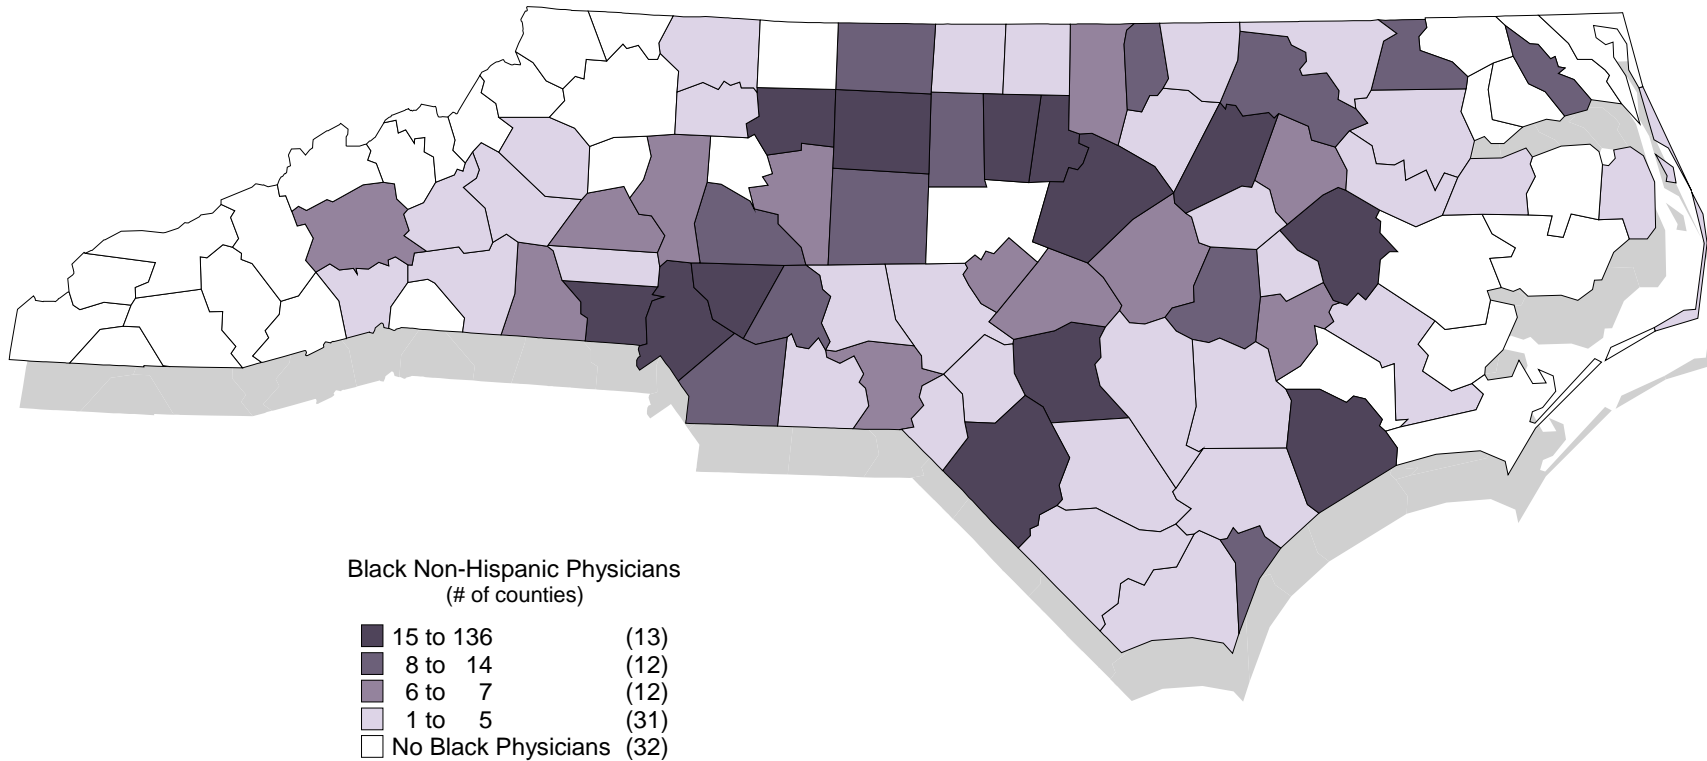 Black Non-Hispanic Physicians
(# of counties)
15 to 136 (13)
8 to 14 (12)
6 to 7 (12)
1 to 5 (31)
No Black Physicians (32)